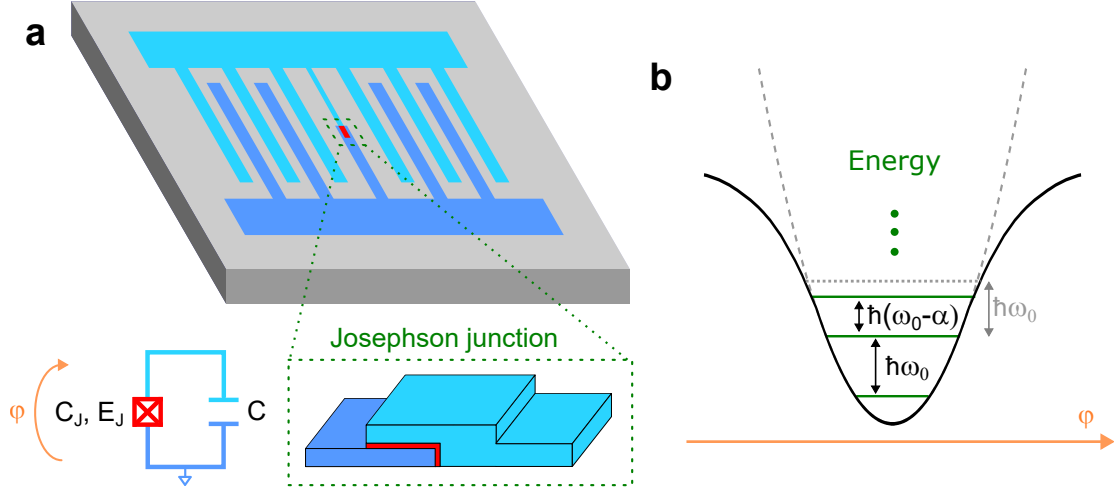 a
Josephson junction
φ
C_J, E_J
C
b
Energy
ħω₀
ħ(ω₀-α)
ħω₀
φ